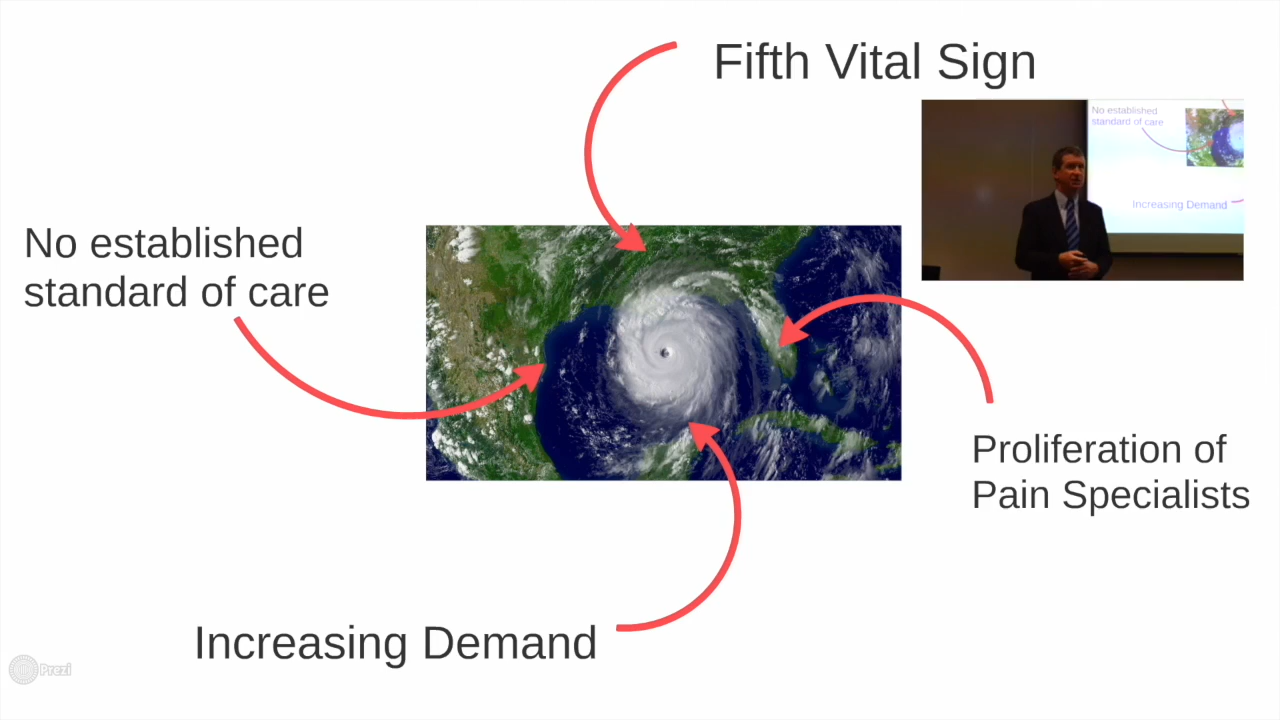 Fifth Vital Sign
No established
standard of care
Increasing Demand
No established
standard of care
Proliferation of
Pain Specialists
Increasing Demand
Prezi